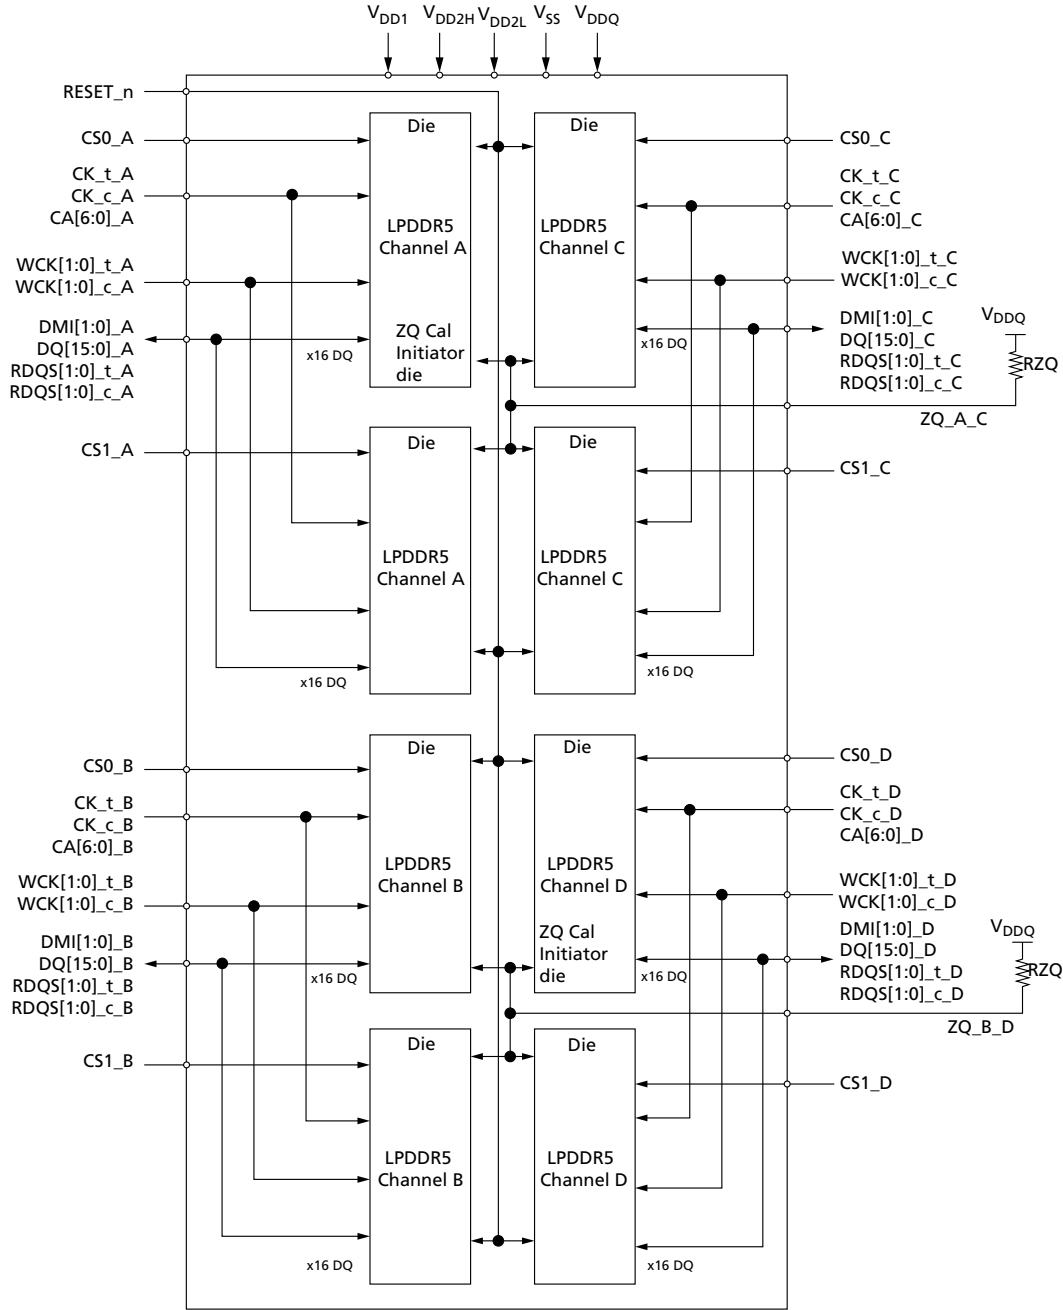 VDD1 VDD2H VDD2L VSS VDDQ
RESET_n
CS0_A
CK_t_A
CK_c_A
CA[6:0]_A
WCK[1:0]_t_A
WCK[1:0]_c_A
DMI[1:0]_A
DQ[15:0]_A
RDQS[1:0]_t_A
RDQS[1:0]_c_A
CS1_A
Die
LPDDR5
Channel A
ZQ Cal
Initiator
die
x16 DQ
Die
LPDDR5
Channel C
x16 DQ
CS0_C
CK_t_C
CK_c_C
CA[6:0]_C
WCK[1:0]_t_C
WCK[1:0]_c_C
DMI[1:0]_C
DQ[15:0]_C
RDQS[1:0]_t_C
RDQS[1:0]_c_C
VDDQ
RZQ
ZQ_A_C
CS1_C
Die
LPDDR5
Channel A
x16 DQ
Die
LPDDR5
Channel C
x16 DQ
CS0_B
CK_t_B
CK_c_B
CA[6:0]_B
WCK[1:0]_t_B
WCK[1:0]_c_B
DMI[1:0]_B
DQ[15:0]_B
RDQS[1:0]_t_B
RDQS[1:0]_c_B
CS1_B
Die
LPDDR5
Channel B
x16 DQ
Die
LPDDR5
Channel D
ZQ Cal
Initiator
die
x16 DQ
CS0_D
CK_t_D
CK_c_D
CA[6:0]_D
WCK[1:0]_t_D
WCK[1:0]_c_D
DMI[1:0]_D
DQ[15:0]_D
RDQS[1:0]_t_D
RDQS[1:0]_c_D
VDDQ
RZQ
ZQ_B_D
CS1_D
Die
LPDDR5
Channel B
x16 DQ
Die
LPDDR5
Channel D
x16 DQ